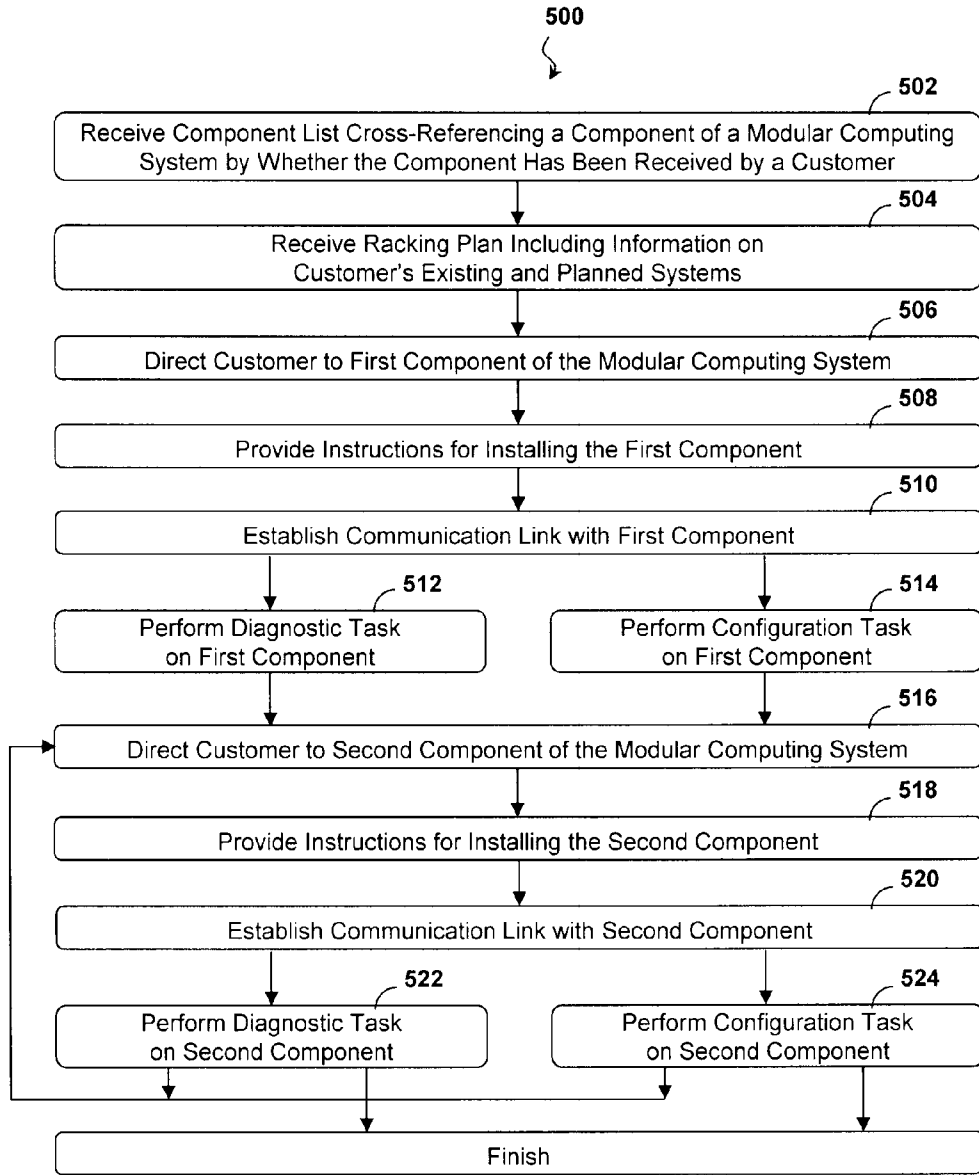 500
502
Receive Component List Cross-Referencing a Component of a Modular Computing
System by Whether the Component Has Been Received by a Customer
504
Receive Racking Plan Including Information on
Customer's Existing and Planned Systems
506
Direct Customer to First Component of the Modular Computing System
508
Provide Instructions for Installing the First Component
510
Establish Communication Link with First Component
512
Perform Diagnostic Task
on First Component
514
Perform Configuration Task
on First Component
516
Direct Customer to Second Component of the Modular Computing System
518
Provide Instructions for Installing the Second Component
520
Establish Communication Link with Second Component
522
Perform Diagnostic Task
on Second Component
524
Perform Configuration Task
on Second Component
Finish